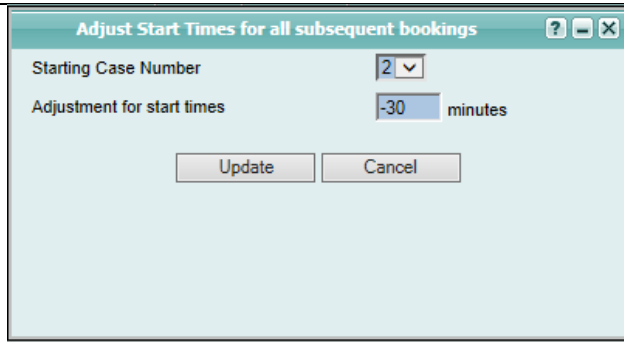 Adjust Start Times for all subsequent bookings ?
Starting Case Number 2
Adjustment for start times -30 minutes
Update Cancel